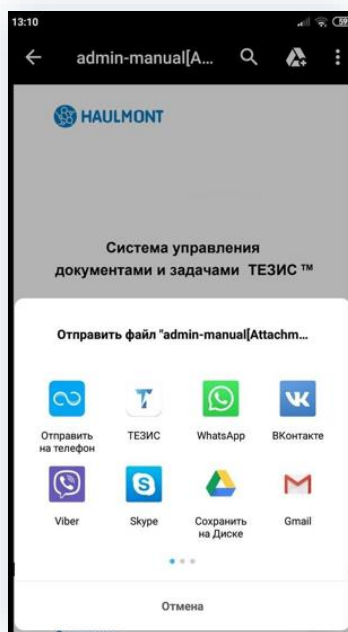 13:10
59
admin-manual[A...
HAULMONT
Система управления
документами и задачами ТЕЗИС ™
Отправить файл "admin-manual[Attachm...
Отправить
на телефон
ТЕЗИС
WhatsApp
ВКонтакте
Viber
Skype
Сохранить
на Диске
Gmail
Отмена